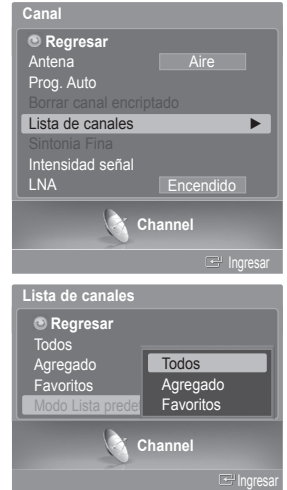 Canal
Regresar
Antena Aire
Prog. Auto
Borrar canal encriptado
Lista de canales
Sintonia Fina
Intensidad señal
LNA Encendido
Channel
Ingresar
Lista de canales
Regresar
Todos
Agregado
Favoritos
Modo Lista prede
Todos
Agregado
Favoritos
Channel
Ingresar